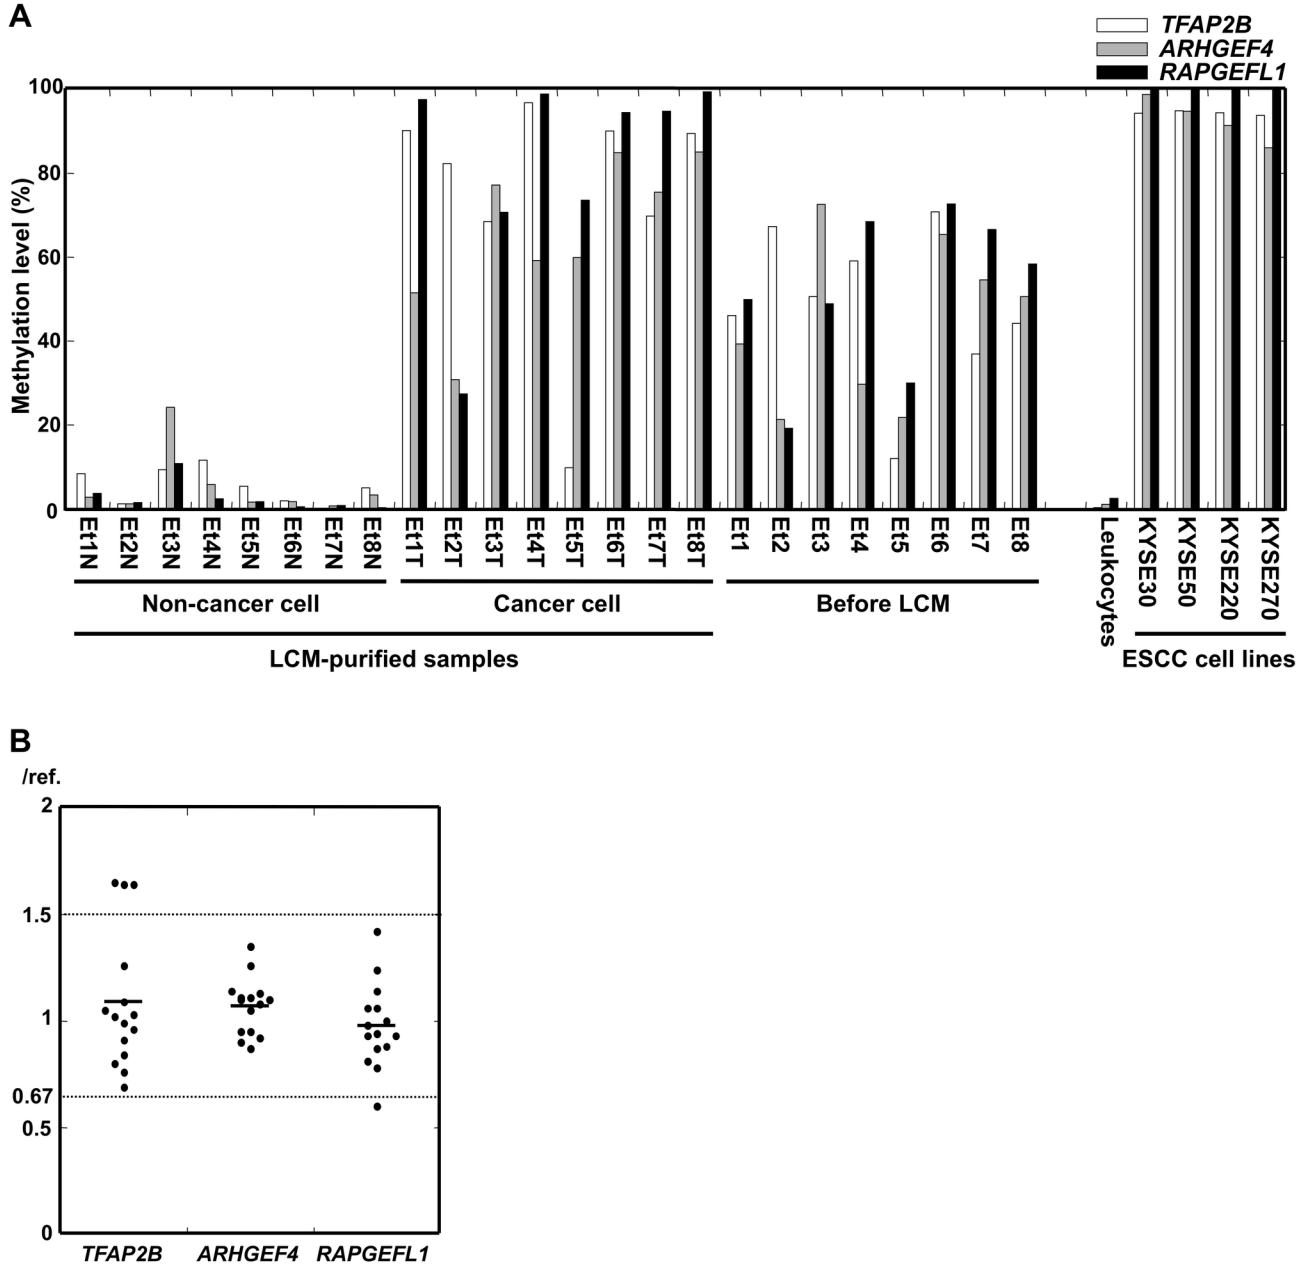 A
TFAP2B
ARHGEF4
RAPGEFL1
Methylation level (%)
100
80
60
40
20
0
Et1N Et2N Et3N Et4N Et5N Et6N Et7N Et8N Et1T Et2T Et3T Et4T Et5T Et6T Et7T Et8T Et1 Et2 Et3 Et4 Et5 Et6 Et7 Et8 Leukocytes KYSE30 KYSE50 KYSE220 KYSE270
Non-cancer cell Cancer cell Before LCM
LCM-purified samples ESCC cell lines
B
/ref.
2
1.5
1
0.67
0.5
0
TFAP2B ARHGEF4 RAPGEFL1